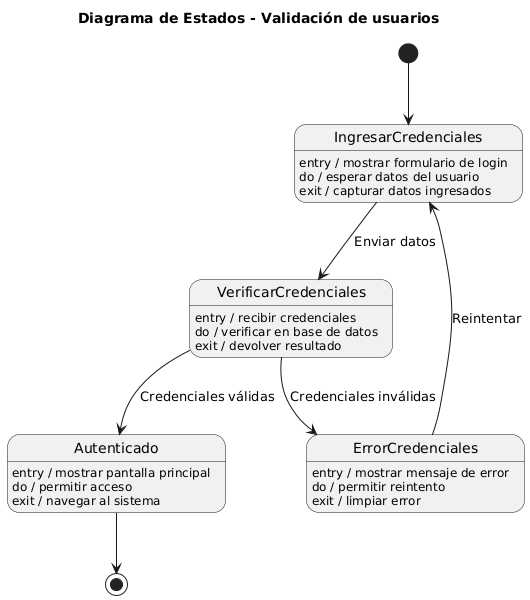 Diagrama de Estados - Validación de usuarios
IngresarCredenciales
entry / mostrar formulario de login
do / esperar datos del usuario
exit / capturar datos ingresados
Enviar datos
VerificarCredenciales
entry / recibir credenciales
do / verificar en base de datos
exit / devolver resultado
Reintentar
Credenciales válidas
Credenciales inválidas
Autenticado
entry / mostrar pantalla principal
do / permitir acceso
exit / navegar al sistema
ErrorCredenciales
entry / mostrar mensaje de error
do / permitir reintento
exit / limpiar error